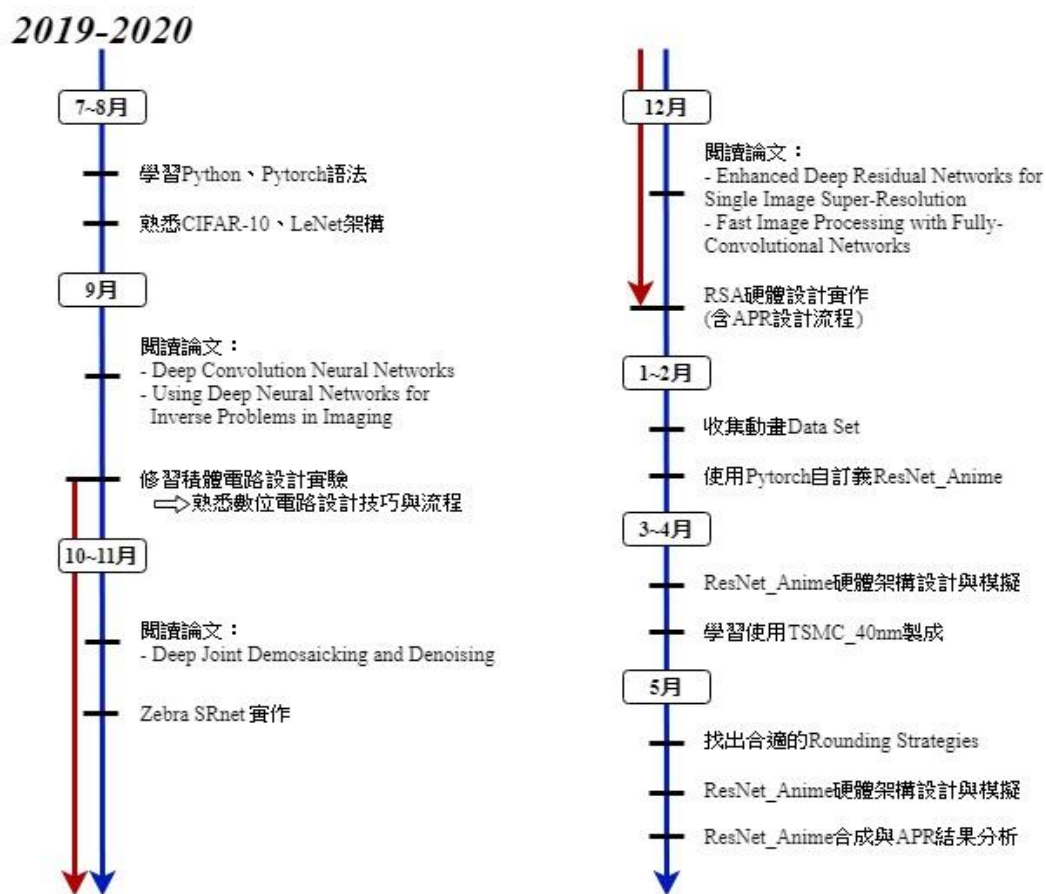 2019-2020
7~8月
學習Python、Pytorch語法
熟悉CIFAR-10、LeNet架構
9月
閱讀論文：
- Deep Convolution Neural Networks
- Using Deep Neural Networks for
Inverse Problems in Imaging
修習積體電路設計實驗
⇨熟悉數位電路設計技巧與流程
10~11月
閱讀論文：
- Deep Joint Demosaicking and Denoising
Zebra SRnet 實作
12月
閱讀論文：
- Enhanced Deep Residual Networks for
Single Image Super-Resolution
- Fast Image Processing with Fully-
Convolutional Networks
RSA硬體設計實作
(含APR設計流程)
1~2月
收集動畫Data Set
使用Pytorch自訂義ResNet_Anime
3~4月
ResNet_Anime硬體架構設計與模擬
學習使用TSMC_40nm製成
5月
找出合適的Rounding Strategies
ResNet_Anime硬體架構設計與模擬
ResNet_Anime合成與APR結果分析